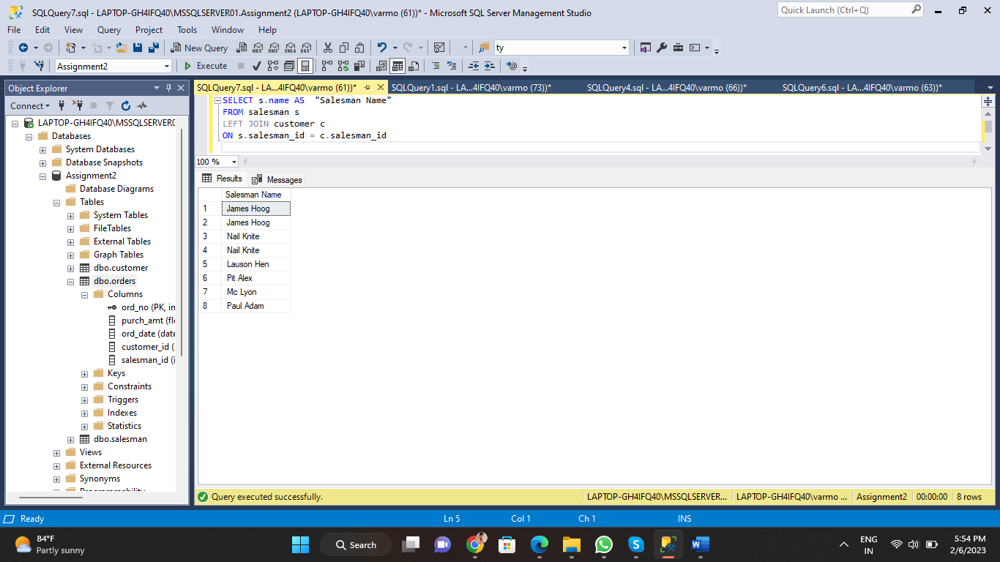 SQLQuery7.sql - LAPTOP-GH4IFQ40\MSSQLSERVER01.Assignment2 (LAPTOP-GH4IFQ40\varmo (61))* - Microsoft SQL Server Management Studio
Quick Launch (Ctrl+Q)
File Edit View Query Project Tools Window Help
New Query MDX DMX XMLA DAX ty
Assignment2 Execute
Object Explorer
Connect
LAPTOP-GH4IFQ40\MSSQLSERVER0
Databases
System Databases
Database Snapshots
Assignment2
Database Diagrams
Tables
System Tables
FileTables
External Tables
Graph Tables
dbo.customer
dbo.orders
Columns
ord_no (PK, in
purch_amt (flo
ord_date (date
customer_id (
salesman_id (i
Keys
Constraints
Triggers
Indexes
Statistics
dbo.salesman
Views
External Resources
Synonyms
Programmability
SQLQuery7.sql - LA...4IFQ40\varmo (61))* SQLQuery1.sql - LA...4IFQ40\varmo (73))* SQLQuery4.sql - LA...4IFQ40\varmo (66))* SQLQuery6.sql - LA...4IFQ40\varmo (63))*
SELECT s.name AS "Salesman Name"
FROM salesman s
LEFT JOIN customer c
ON s.salesman_id = c.salesman_id
100 %
Results Messages
Salesman Name
1 James Hoog
2 James Hoog
3 Nail Knite
4 Nail Knite
5 Lauson Hen
6 Pit Alex
7 Mc Lyon
8 Paul Adam
Query executed successfully. LAPTOP-GH4IFQ40\MSSQLSERVER... LAPTOP-GH4IFQ40\varmo ... Assignment2 00:00:00 8 rows
Ready Ln 5 Col 1 Ch 1 INS
84°F
Partly sunny
Search
ENG
IN
5:54 PM
2/6/2023